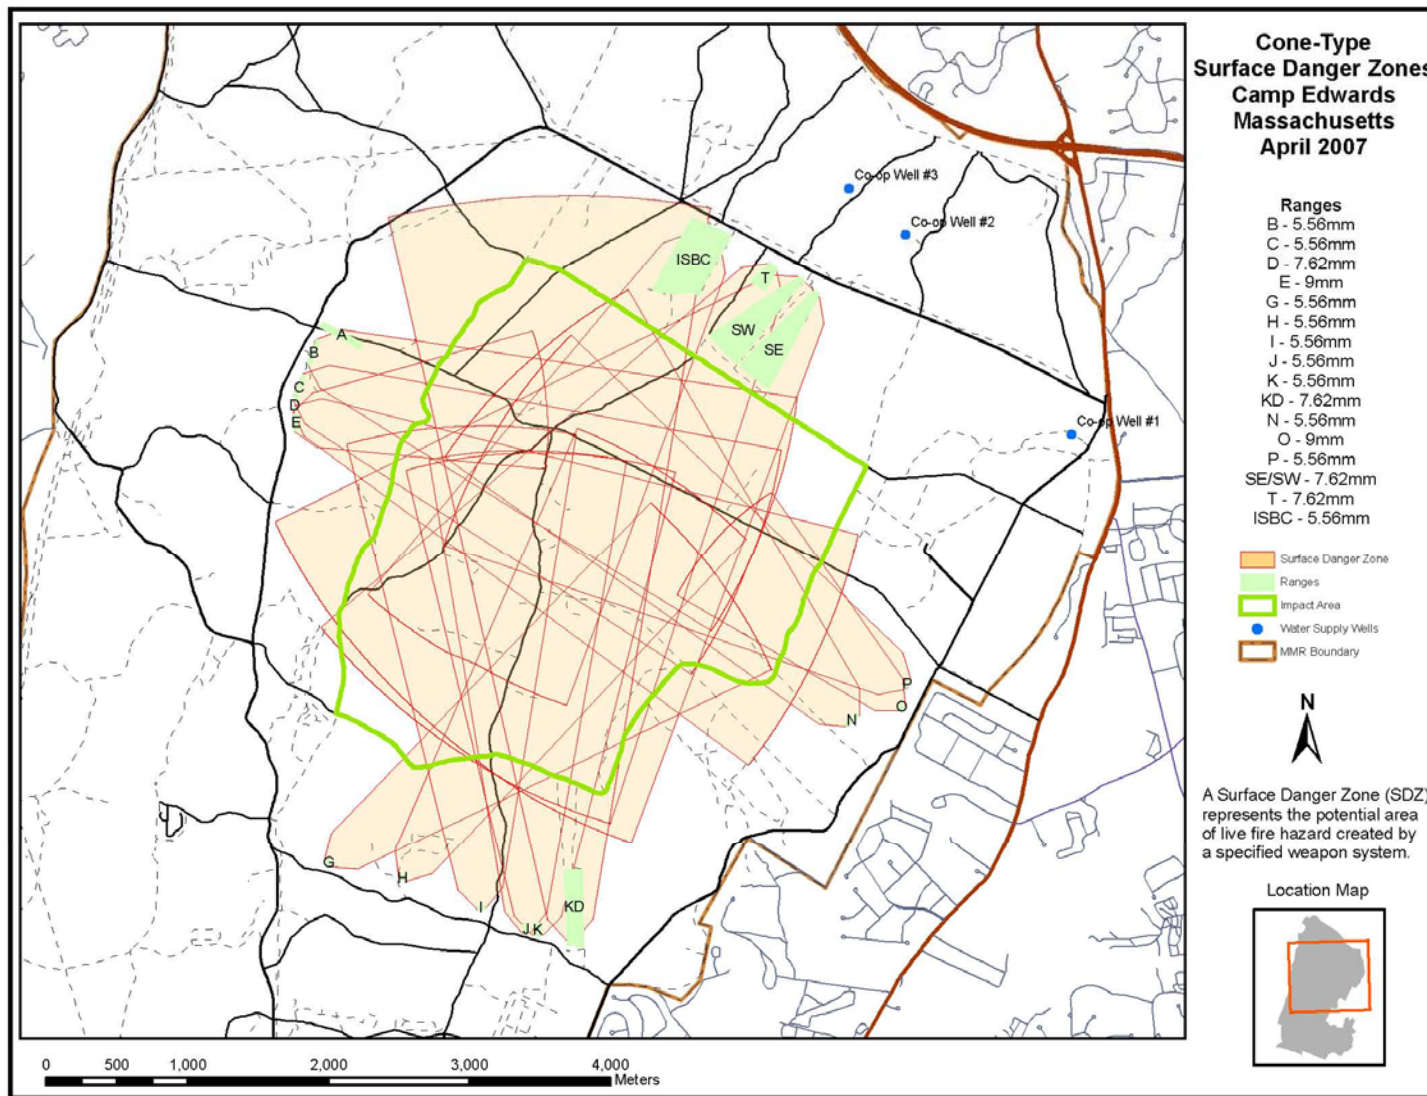 Cone-Type
Surface Danger Zones
Camp Edwards
Massachusetts
April 2007
Ranges
B - 5.56mm
C - 5.56mm
D - 7.62mm
E - 9mm
G - 5.56mm
H - 5.56mm
I - 5.56mm
J - 5.56mm
K - 5.56mm
KD - 7.62mm
N - 5.56mm
O - 9mm
P - 5.56mm
SE/SW - 7.62mm
T - 7.62mm
ISBC - 5.56mm
Surface Danger Zone
Ranges
Impact Area
Water Supply Wells
MMR Boundary
N
A Surface Danger Zone (SDZ)
represents the potential area
of live fire hazard created by
a specified weapon system.
Location Map
Co-op Well #3
Co-op Well #2
ISBC
T
SW
SE
A
B
C
D
E
Co-op Well #1
P
O
N
G
H
I
J K
KD
0 500 1,000 2,000 3,000 4,000
Meters